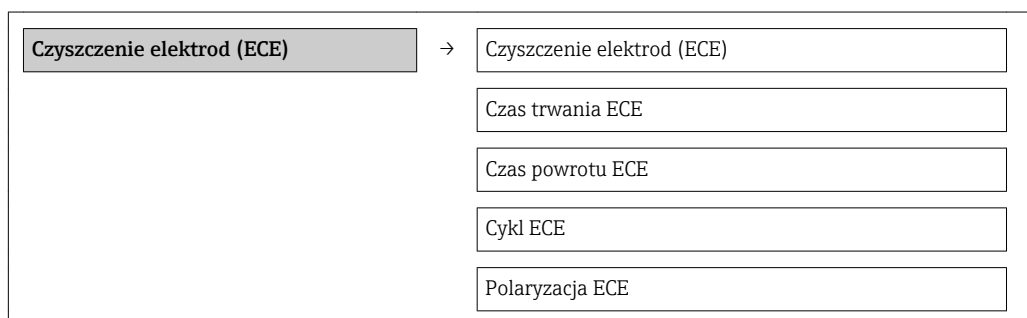 Czyszczenie elektrod (ECE) → Czyszczenie elektrod (ECE)
Czas trwania ECE
Czas powrotu ECE
Cykl ECE
Polaryzacja ECE